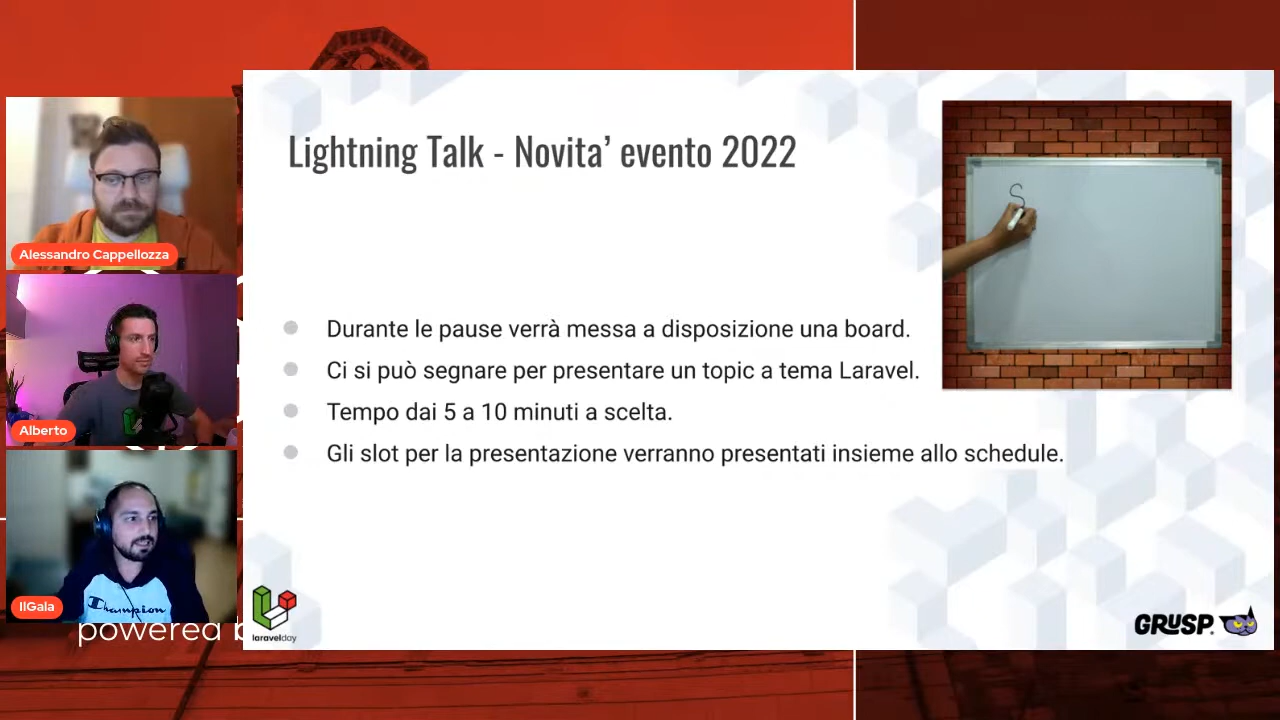 Lightning Talk - Novita’ evento 2022
S
Durante le pause verrà messa a disposizione una board.
Ci si può segnare per presentare un topic a tema Laravel.
Tempo dai 5 a 10 minuti a scelta.
Gli slot per la presentazione verranno presentati insieme allo schedule.
Alessandro Cappellozza
Alberto
IlGala
Champion
powered b
laravelday
GRUSP.